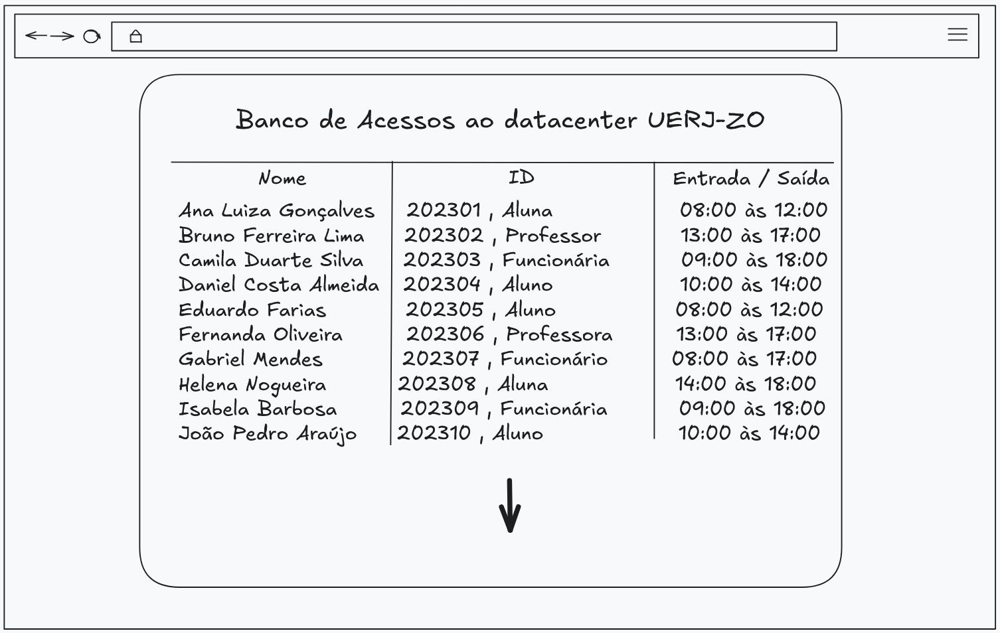 Banco de Acessos ao datacenter UERJ-ZO
Nome ID Entrada / Saída
Ana Luiza Gonçalves 202301 , Aluna 08:00 às 12:00
Bruno Ferreira Lima 202302 , Professor 13:00 às 17:00
Camila Duarte Silva 202303 , Funcionária 09:00 às 18:00
Daniel Costa Almeida 202304 , Aluno 10:00 às 14:00
Eduardo Farias 202305 , Aluno 08:00 às 12:00
Fernanda Oliveira 202306 , Professora 13:00 às 17:00
Gabriel Mendes 202307 , Funcionário 08:00 às 17:00
Helena Nogueira 202308 , Aluna 14:00 às 18:00
Isabela Barbosa 202309 , Funcionária 09:00 às 18:00
João Pedro Araújo 202310 , Aluno 10:00 às 14:00